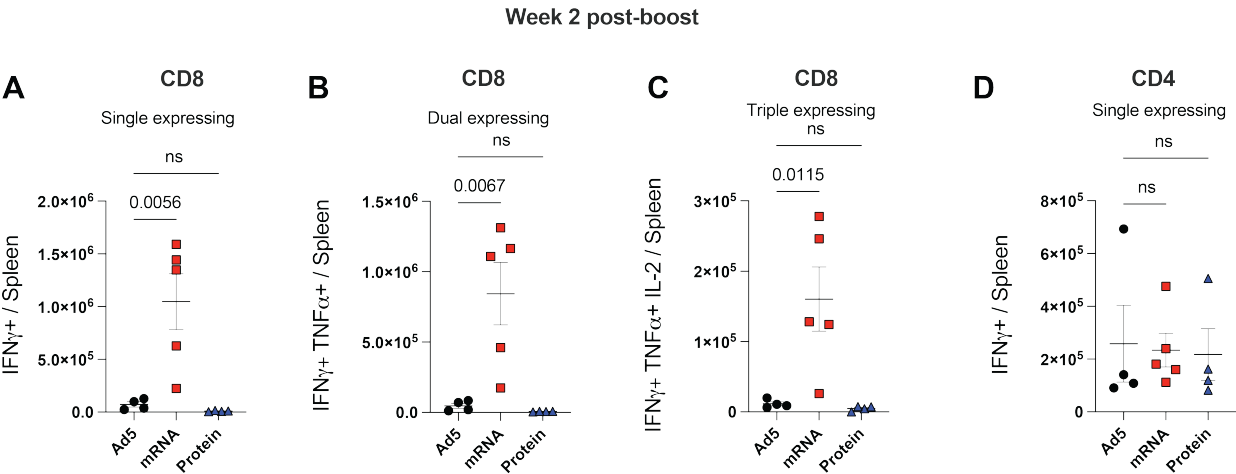 Week 2 post-boost
A
CD8
Single expressing
ns
0.0056
2.0×10⁶
1.5×10⁶
1.0×10⁶
5.0×10⁵
0.0
IFNγ+ / Spleen
Ad5
mRNA
Protein
B
CD8
Dual expressing
ns
0.0067
1.5×10⁶
1.0×10⁶
5.0×10⁵
0.0
IFNγ+ TNFα+ / Spleen
Ad5
mRNA
Protein
C
CD8
Triple expressing
ns
0.0115
3×10⁵
2×10⁵
1×10⁵
0
IFNγ+ TNFα+ IL-2 / Spleen
Ad5
mRNA
Protein
D
CD4
Single expressing
ns
ns
8×10⁵
6×10⁵
4×10⁵
2×10⁵
0
IFNγ+ / Spleen
Ad5
mRNA
Protein